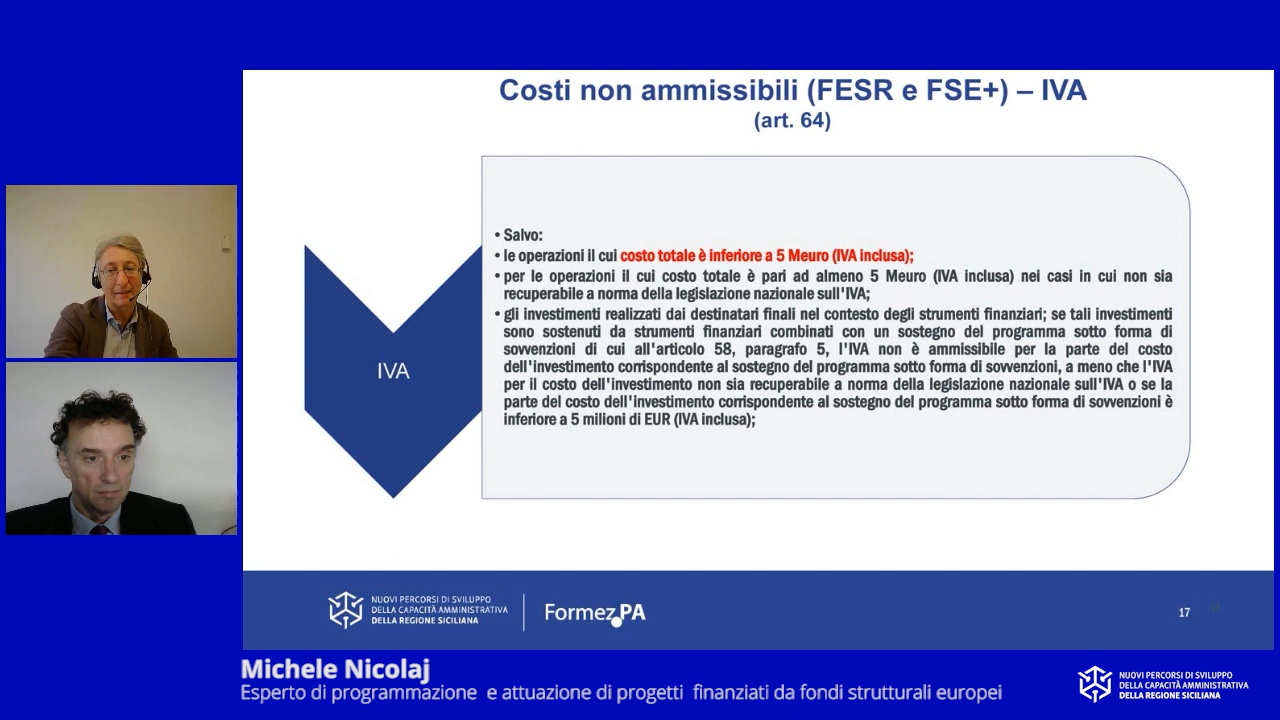 Costi non ammissibili (FESR e FSE+) – IVA
(art. 64)
IVA
• Salvo:
• le operazioni il cui costo totale è inferiore a 5 Meuro (IVA inclusa);
• per le operazioni il cui costo totale è pari ad almeno 5 Meuro (IVA inclusa) nei casi in cui non sia
recuperabile a norma della legislazione nazionale sull'IVA;
• gli investimenti realizzati dai destinatari finali nel contesto degli strumenti finanziari; se tali investimenti
sono sostenuti da strumenti finanziari combinati con un sostegno del programma sotto forma di
sovvenzioni di cui all'articolo 58, paragrafo 5, l'IVA non è ammissibile per la parte del costo
dell'investimento corrispondente al sostegno del programma sotto forma di sovvenzioni, a meno che l'IVA
per il costo dell'investimento non sia recuperabile a norma della legislazione nazionale sull'IVA o se la
parte del costo dell'investimento corrispondente al sostegno del programma sotto forma di sovvenzioni è
inferiore a 5 milioni di EUR (IVA inclusa);
NUOVI PERCORSI DI SVILUPPO
DELLA CAPACITÀ AMMINISTRATIVA
DELLA REGIONE SICILIANA
Formez PA
17
Michele Nicolaj
Esperto di programmazione e attuazione di progetti finanziati da fondi strutturali europei
NUOVI PERCORSI DI SVILUPPO
DELLA CAPACITÀ AMMINISTRATIVA
DELLA REGIONE SICILIANA